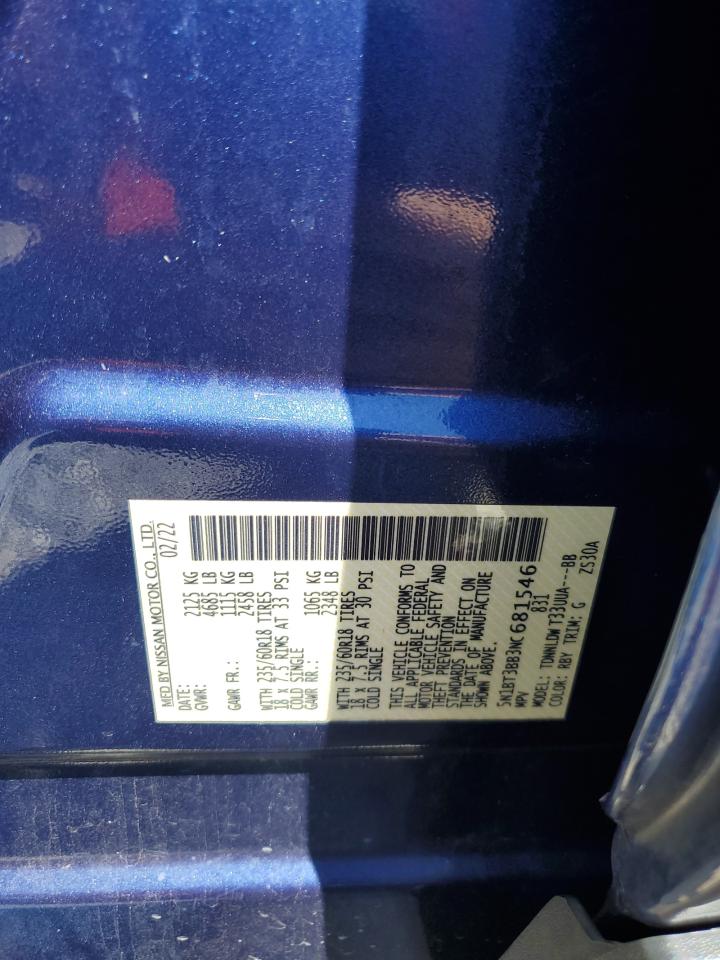 MFD BY NISSAN MOTOR CO., LTD.
DATE: 02/22
GVWR: 2125 KG
4685 LB
GAWR FR.: 1115 KG
2458 LB
WITH 235/60R18 TIRES
18 x 7.5 RIMS AT 33 PSI
COLD SINGLE
GAWR RR.: 1065 KG
2348 LB
WITH 235/60R18 TIRES
18 x 7.5 RIMS AT 30 PSI
COLD SINGLE
THIS VEHICLE CONFORMS TO
ALL APPLICABLE FEDERAL
MOTOR VEHICLE SAFETY AND
THEFT PREVENTION
STANDARDS IN EFFECT ON
THE DATE OF MANUFACTURE
SHOWN ABOVE.
5N1BT3BB3NK681546
MPV 831
MODEL: TDWNLDWT33UUA---BB
COLOR: RBY TRIM: G ZS30A